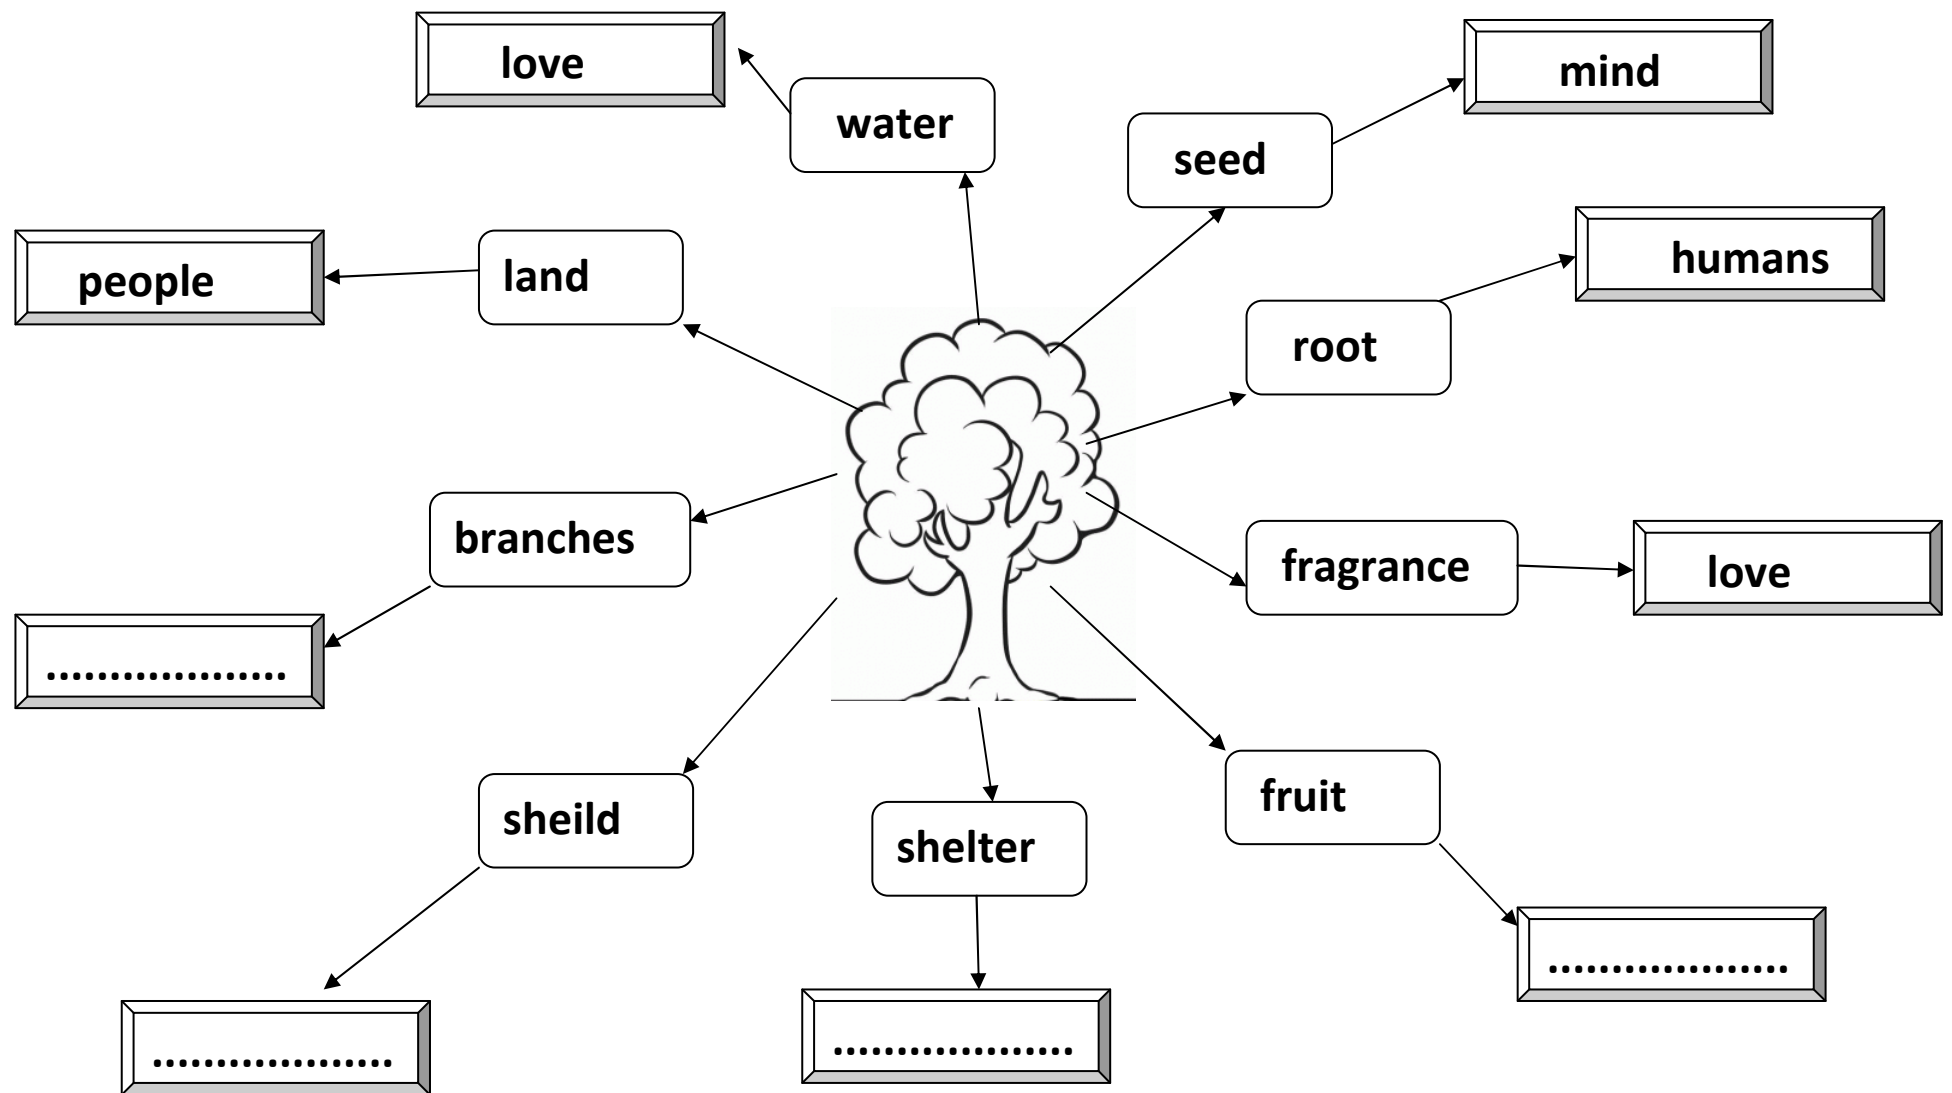 love
mind
water
seed
humans
people
land
root
branches
fragrance
love
..................
sheild
fruit
shelter
..................
..................
..................